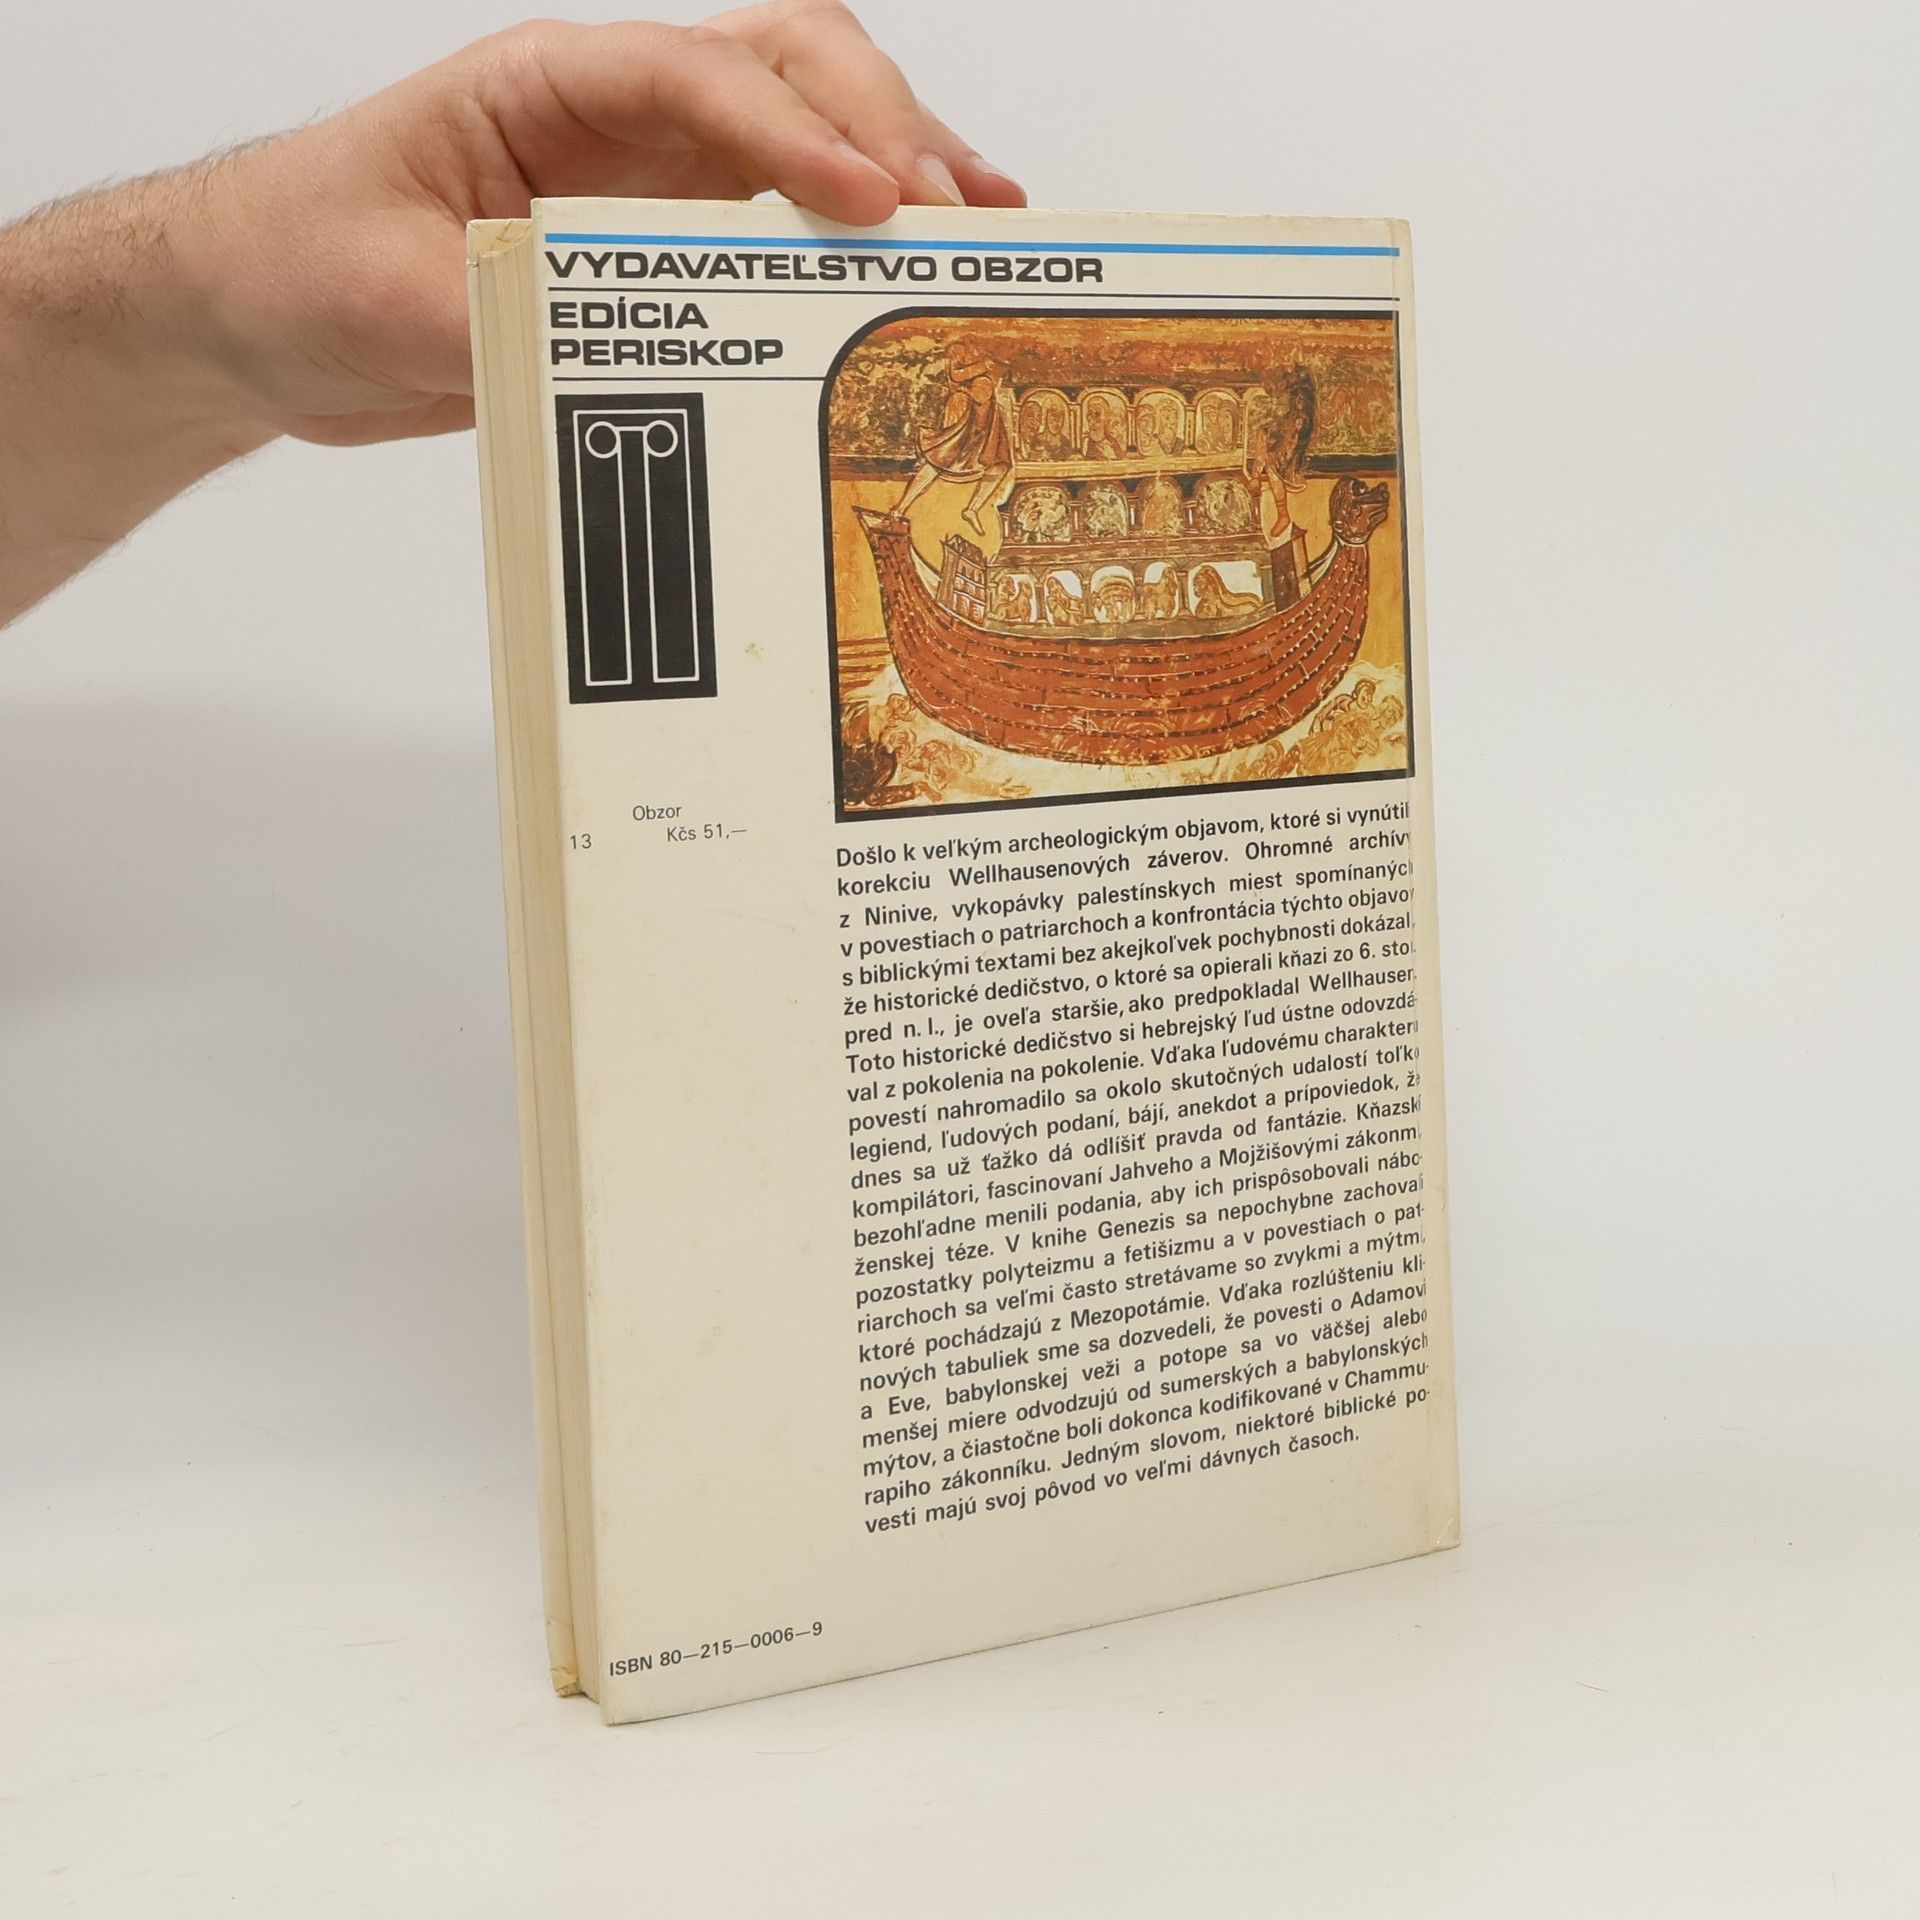 VYDAVATEĽSTVO OBZOR
EDÍCIA
PERISKOP
Obzor
13 Kčs 51,—
Došlo k veľkým archeologickým objavom, ktoré si vynútili
korekciu Wellhausenových záverov. Ohromné archívy
z Ninive, vykopávky palestínskych miest spomínaných
v povestiach o patriarchoch a konfrontácia týchto objavov
s biblickými textami bez akejkoľvek pochybnosti dokázali,
že historické dedičstvo, o ktoré sa opierali kňazi zo 6. stor.
pred n. l., je oveľa staršie, ako predpokladal Wellhausen.
Toto historické dedičstvo si hebrejský ľud ústne odovzdá-
val z pokolenia na pokolenie. Vďaka ľudovému charakteru
povestí nahromadilo sa okolo skutočných udalostí toľko
legiend, ľudových podaní, bájí, anekdot a prípoviedok, že
dnes sa už ťažko dá odlíšiť pravda od fantázie. Kňazskí
kompilátori, fascinovaní Jahveho a Mojžišovými zákonmi,
bezohľadne menili podania, aby ich prispôsobovali nábo-
ženskej téze. V knihe Genezis sa nepochybne zachovali
pozostatky polyteizmu a fetišizmu a v povestiach o pat-
riarchoch sa veľmi často stretávame so zvykmi a mýtmi,
ktoré pochádzajú z Mezopotámie. Vďaka rozlúšteniu kli-
nových tabuliek sme sa dozvedeli, že povesti o Adamovi
a Eve, babylonskej veži a potope sa vo väčšej alebo
menšej miere odvodzujú od sumerských a babylonských
mýtov, a čiastočne boli dokonca kodifikované v Chammu-
rapiho zákonníku. Jedným slovom, niektoré biblické po-
vesti majú svoj pôvod vo veľmi dávnych časoch.
ISBN 80—215—0006—9